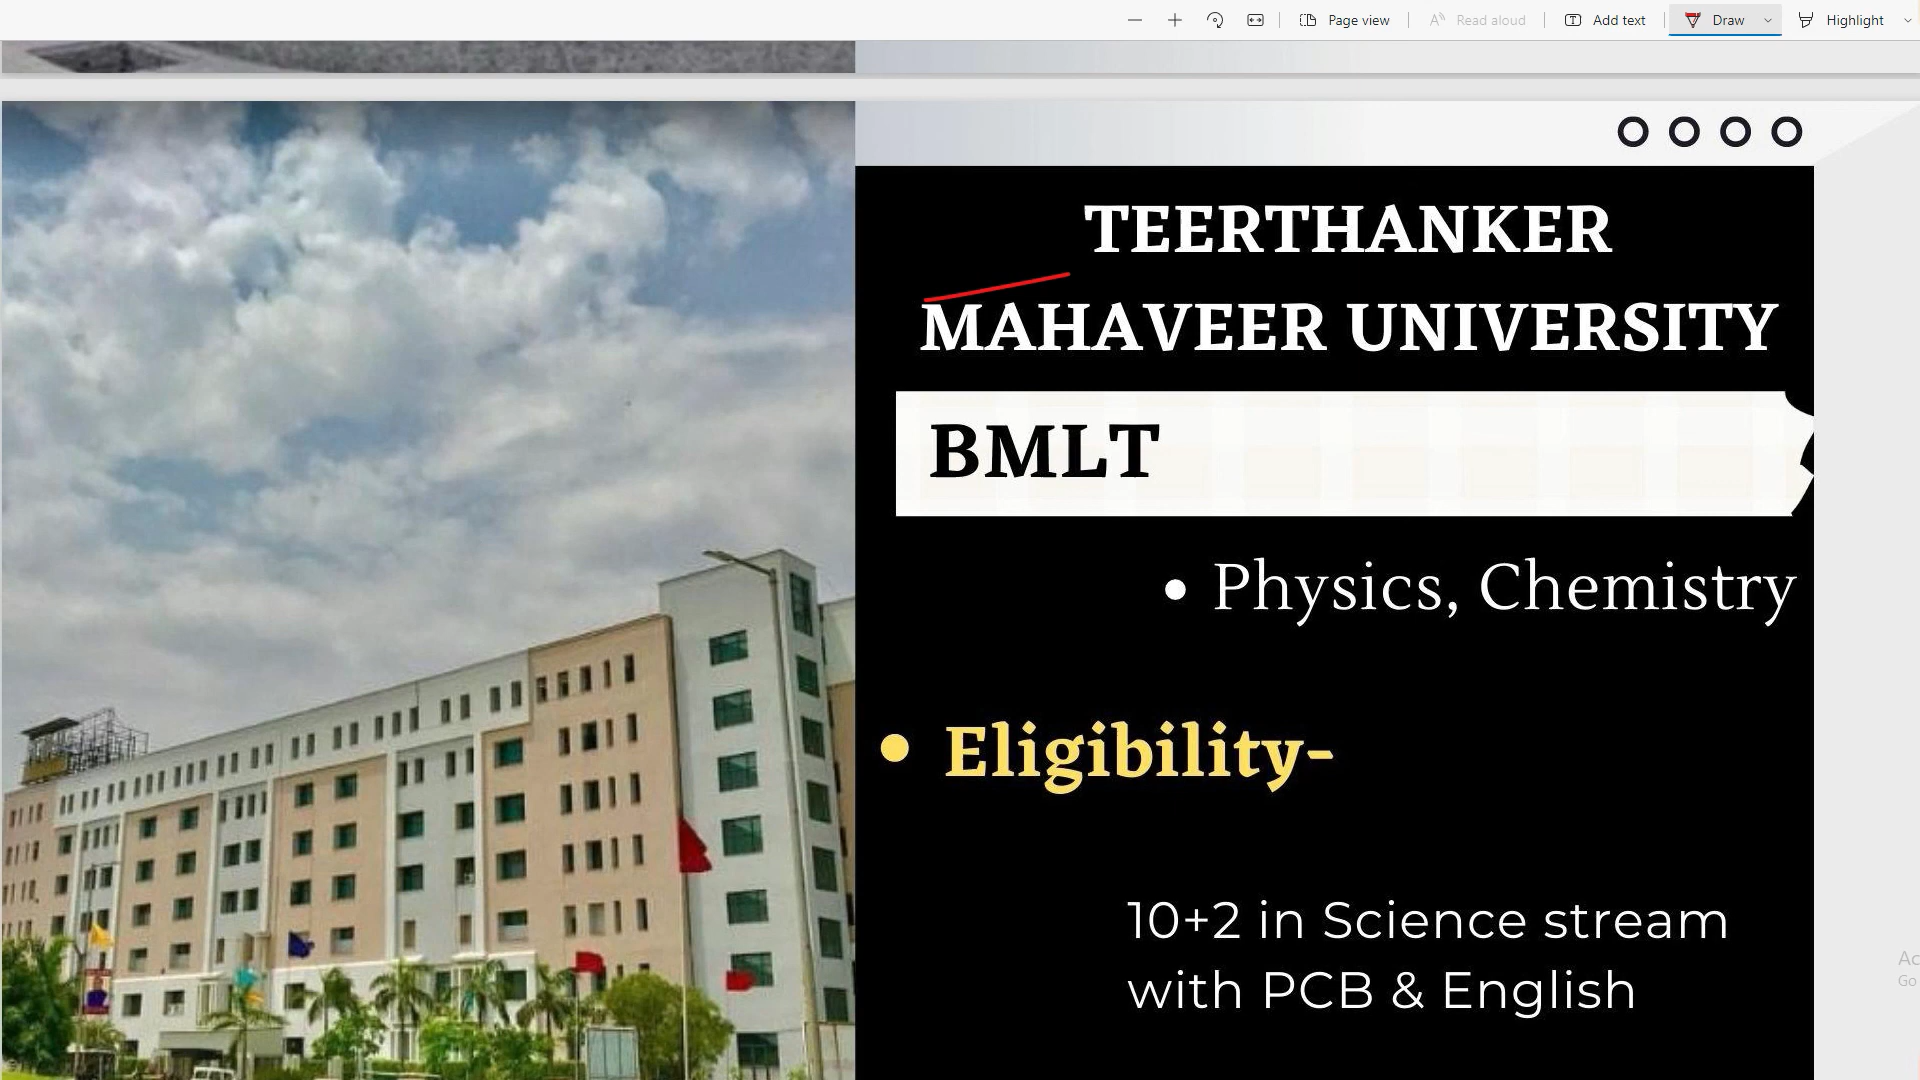 Page view
Read aloud
Add text
Draw
Highlight
TEERTHANKER
MAHAVEER UNIVERSITY
BMLT
• Physics, Chemistry
• Eligibility-
10+2 in Science stream
with PCB & English